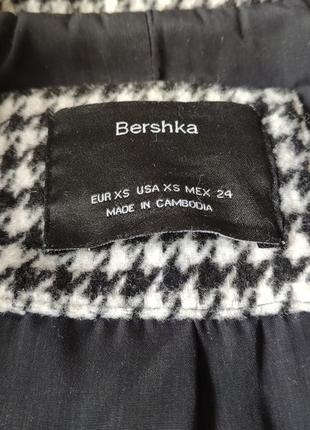 Bershka
EUR XS USA XS MEX 24
MADE IN CAMBODIA